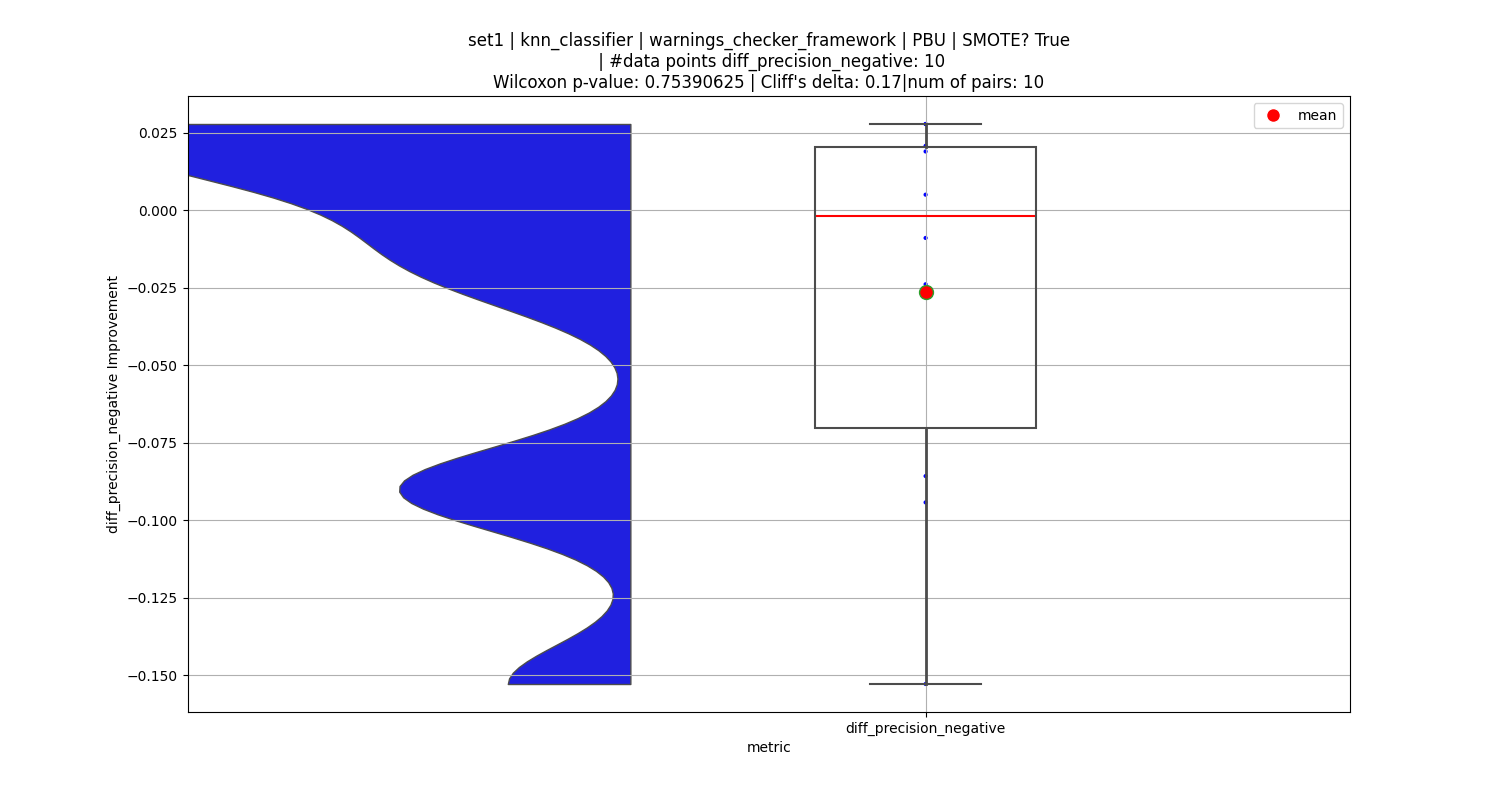 set1 | knn_classifier | warnings_checker_framework | PBU | SMOTE? True
| #data points diff_precision_negative: 10
Wilcoxon p-value: 0.75390625 | Cliff's delta: 0.17|num of pairs: 10
mean
0.025
0.000
−0.025
−0.050
−0.075
−0.100
−0.125
−0.150
diff_precision_negative Improvement
diff_precision_negative
metric